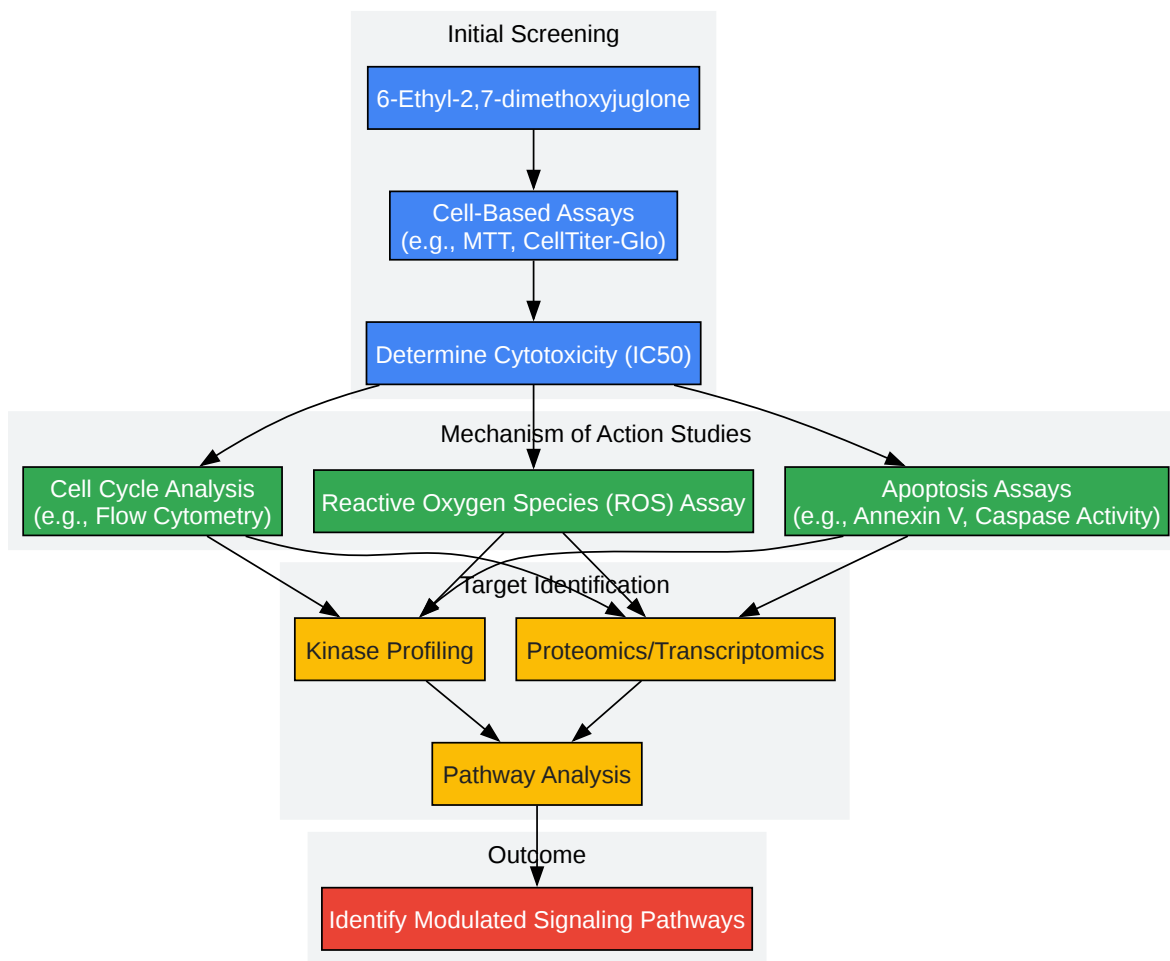 Initial Screening
6-Ethyl-2,7-dimethoxyjuglone
Cell-Based Assays
(e.g., MTT, CellTiter-Glo)
Determine Cytotoxicity (IC50)
Mechanism of Action Studies
Cell Cycle Analysis
(e.g., Flow Cytometry)
Reactive Oxygen Species (ROS) Assay
Apoptosis Assays
(e.g., Annexin V, Caspase Activity)
Target Identification
Kinase Profiling
Proteomics/Transcriptomics
Pathway Analysis
Outcome
Identify Modulated Signaling Pathways